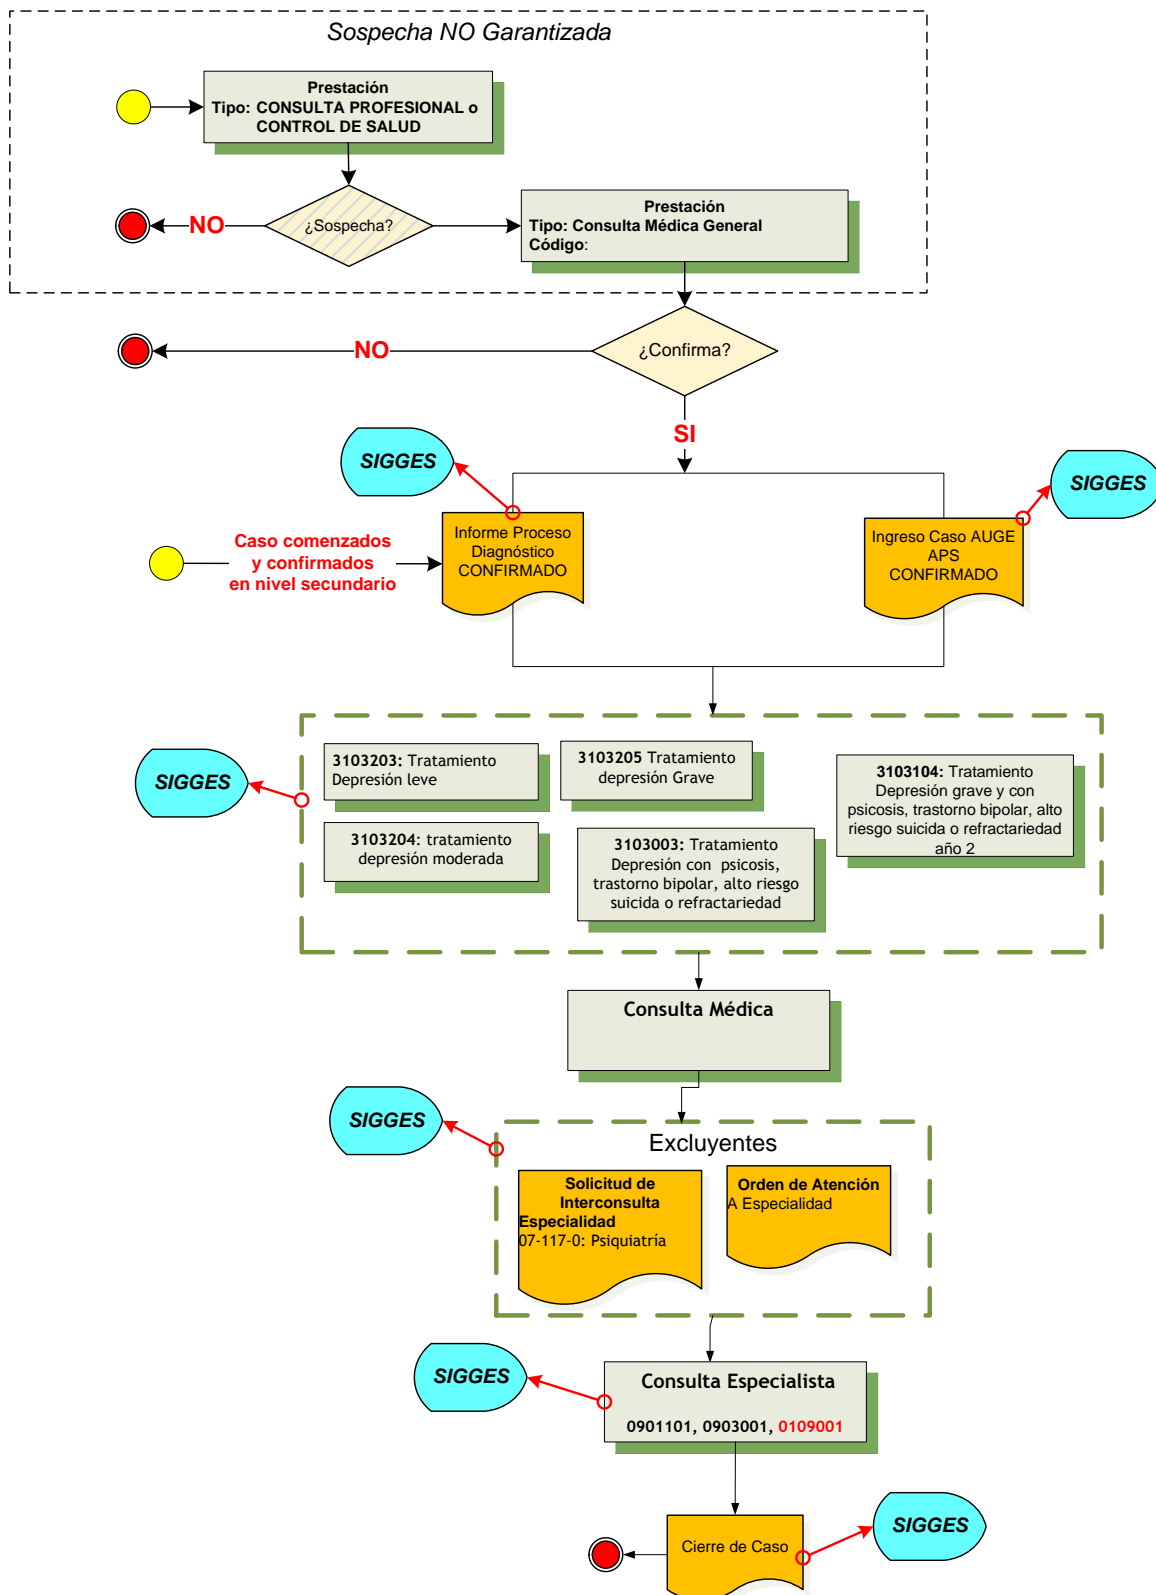 Sospecha NO Garantizada
Prestación
Tipo: CONSULTA PROFESIONAL o
CONTROL DE SALUD
NO
¿Sospecha?
Prestación
Tipo: Consulta Médica General
Código:
NO
¿Confirma?
SI
SIGGES
SIGGES
Caso comenzados
y confirmados
en nivel secundario
Informe Proceso
Diagnóstico
CONFIRMADO
Ingreso Caso AUGE
APS
CONFIRMADO
SIGGES
3103203: Tratamiento
Depresión leve
3103205 Tratamiento
depresión Grave
3103104: Tratamiento
Depresión grave y con
psicosis, trastorno bipolar, alto
riesgo suicida o refractariedad
año 2
3103204: tratamiento
depresión moderada
3103003: Tratamiento
Depresión con psicosis,
trastorno bipolar, alto riesgo
suicida o refractariedad
Consulta Médica
SIGGES
Excluyentes
Solicitud de
Interconsulta
Especialidad
07-117-0: Psiquiatría
Orden de Atención
A Especialidad
SIGGES
Consulta Especialista
0901101, 0903001, 0109001
Cierre de Caso
SIGGES